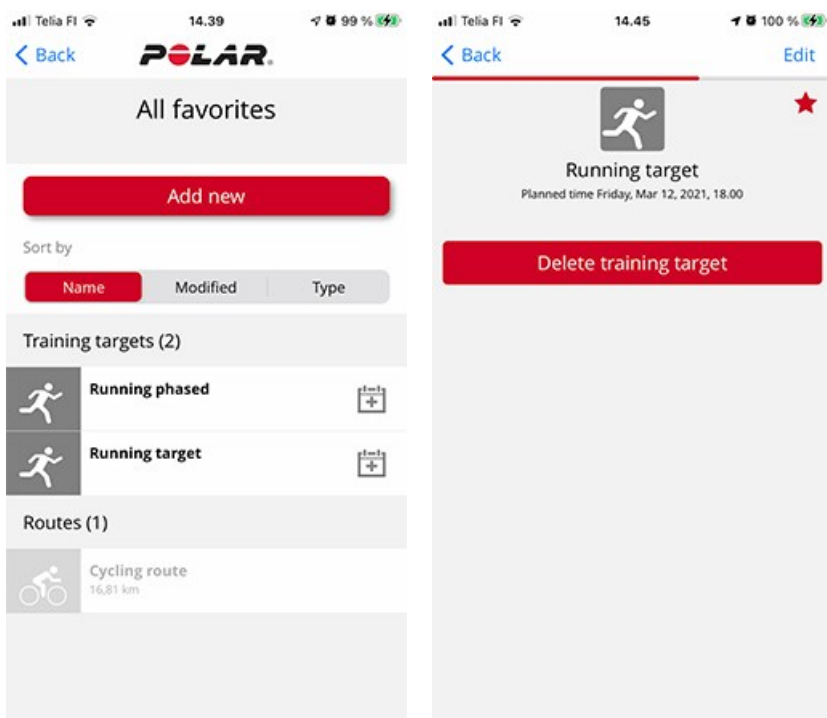 Telia FI 14.39 99 %
Back POLAR.
All favorites
Add new
Sort by
Name Modified Type
Training targets (2)
Running phased
Running target
Routes (1)
Cycling route
16,81 km
Telia FI 14.45 100 %
Back Edit
Running target
Planned time Friday, Mar 12, 2021, 18.00
Delete training target